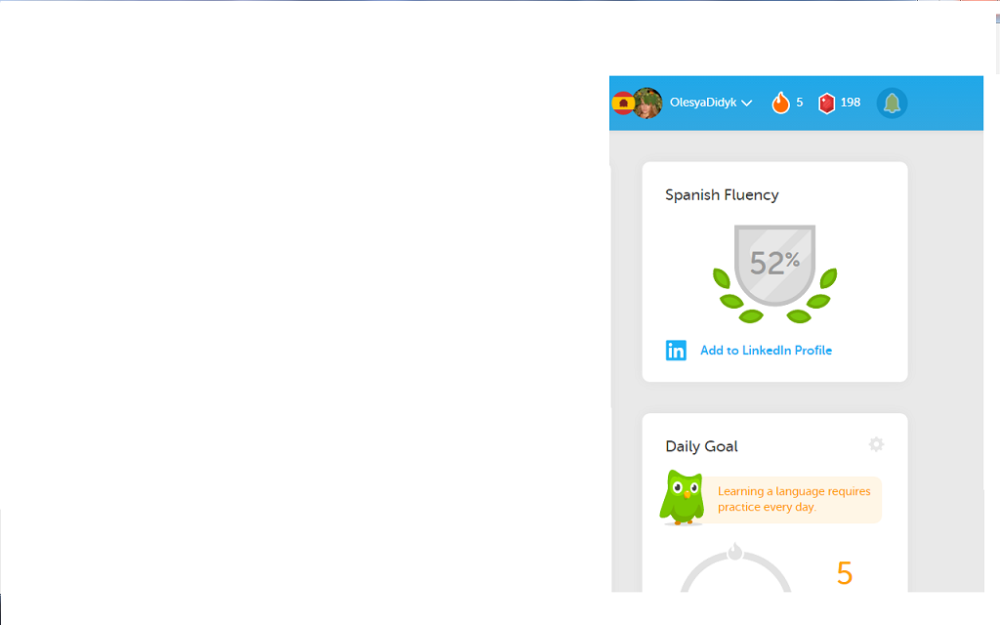 OlesyaDidyk 5 198
Spanish Fluency
52%
in Add to LinkedIn Profile
Daily Goal
Learning a language requires
practice every day.
5